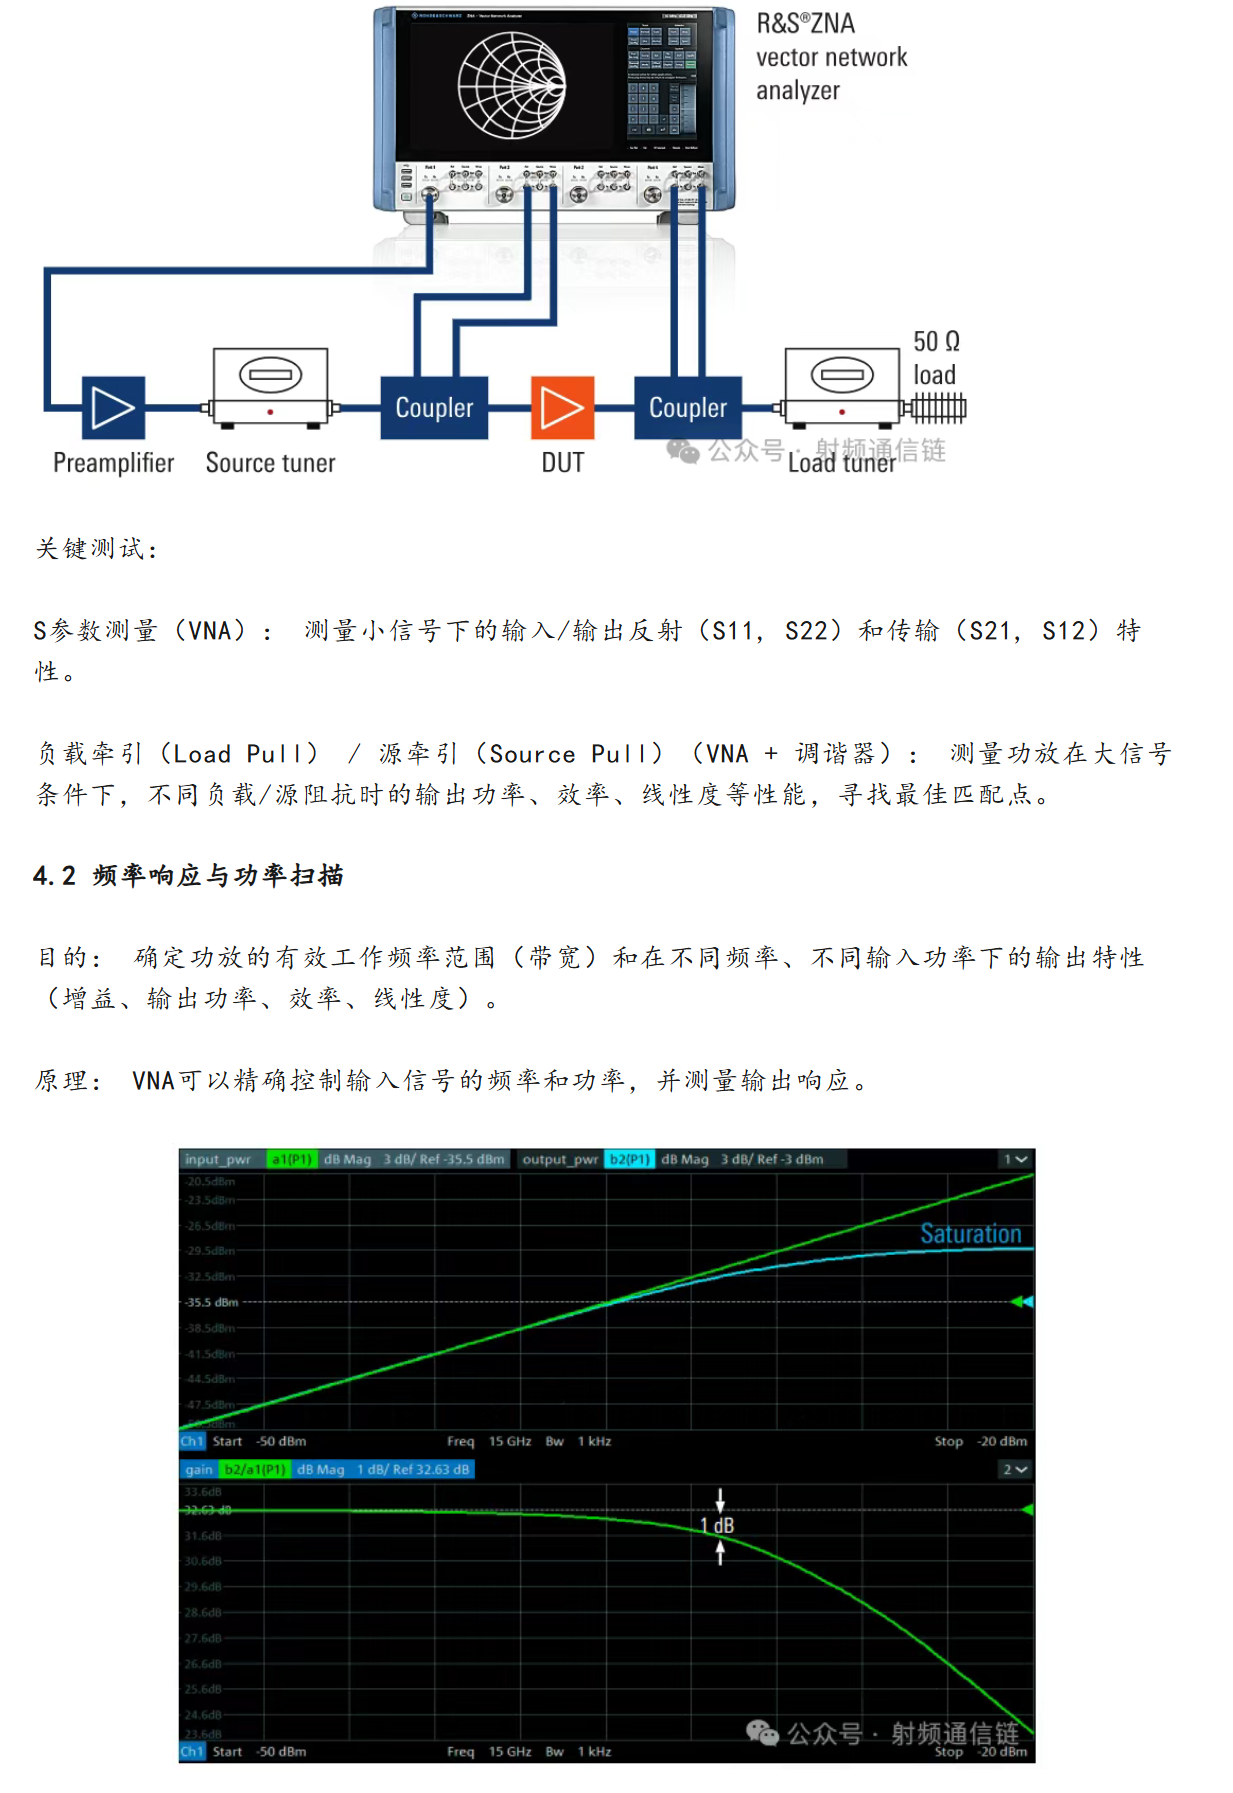 R&S®ZNA
vector network
analyzer
50 Ω
load
Coupler
Coupler
Preamplifier
Source tuner
DUT
Load tuner
公众号 · 射频通信链
关键测试：
S参数测量（VNA）： 测量小信号下的输入/输出反射（S11, S22）和传输（S21, S12）特
性。
负载牵引（Load Pull） / 源牵引（Source Pull）（VNA + 调谐器）： 测量功放在大信号
条件下，不同负载/源阻抗时的输出功率、效率、线性度等性能，寻找最佳匹配点。
4.2 频率响应与功率扫描
目的： 确定功放的有效工作频率范围（带宽）和在不同频率、不同输入功率下的输出特性
（增益、输出功率、效率、线性度）。
原理： VNA可以精确控制输入信号的频率和功率，并测量输出响应。
input_pwr a1(P1) dB Mag 3 dB/ Ref -35.5 dBm output_pwr b2(P1) dB Mag 3 dB/ Ref -3 dBm 1
-20.5dBm
-23.5dBm
-26.5dBm
Saturation
-29.5dBm
-32.5dBm
-35.5 dBm
-38.5dBm
-41.5dBm
-44.5dBm
-47.5dBm
Ch1 Start -50 dBm Freq 15 GHz Bw 1 kHz Stop -20 dBm
gain b2/a1(P1) dB Mag 1 dB/ Ref 32.63 dB 2
33.6dB
32.63 dB
1 dB
31.6dB
30.6dB
29.6dB
28.6dB
27.6dB
26.6dB
25.6dB
24.6dB
23.6dB
公众号 · 射频通信链
Ch1 Start -50 dBm Freq 15 GHz Bw 1 kHz Stop -20 dBm